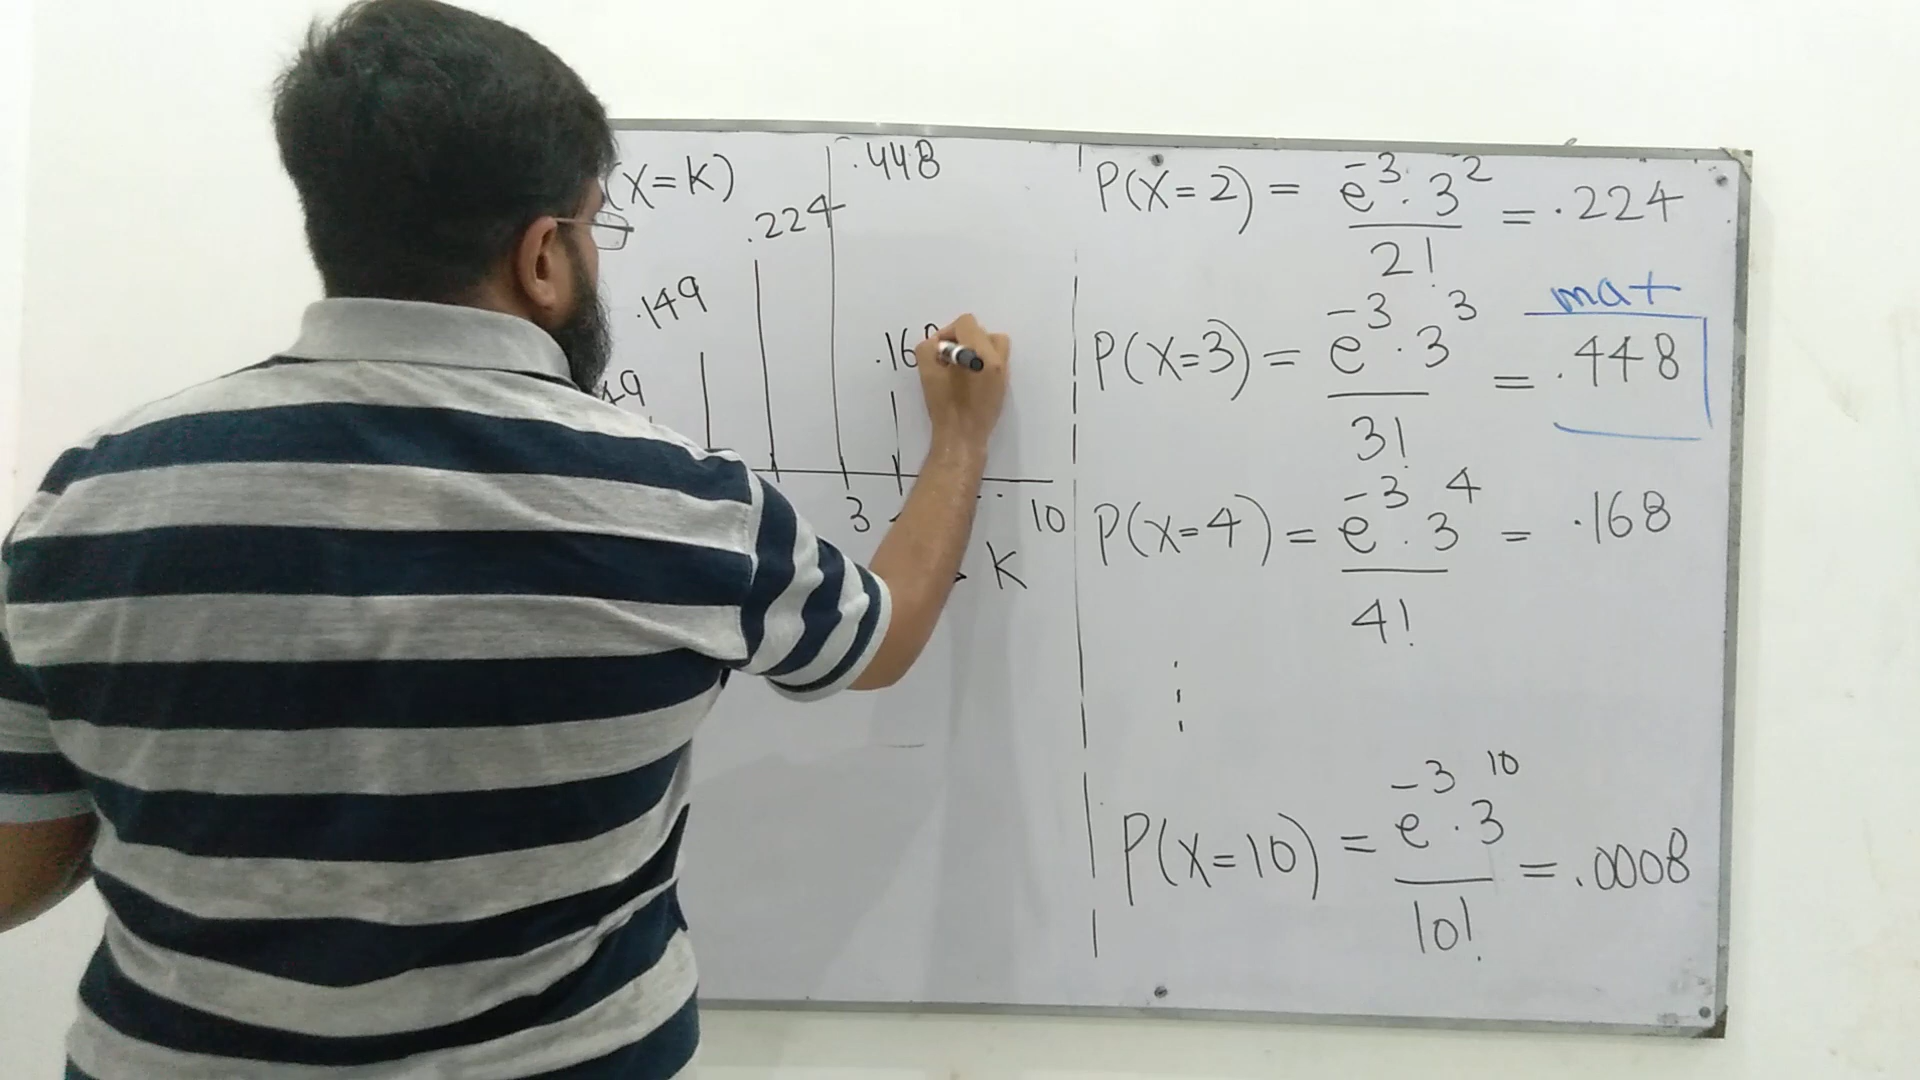 (X=K)
.448
.224
.149
.16
3
10
K
P(X=2) = e^-3 . 3^2 / 2! = .224
max
P(X=3) = e^-3 . 3^3 / 3! = .448
P(X=4) = e^-3 . 3^4 / 4! = .168
P(X=10) = e^-3 . 3^10 / 10! = .0008